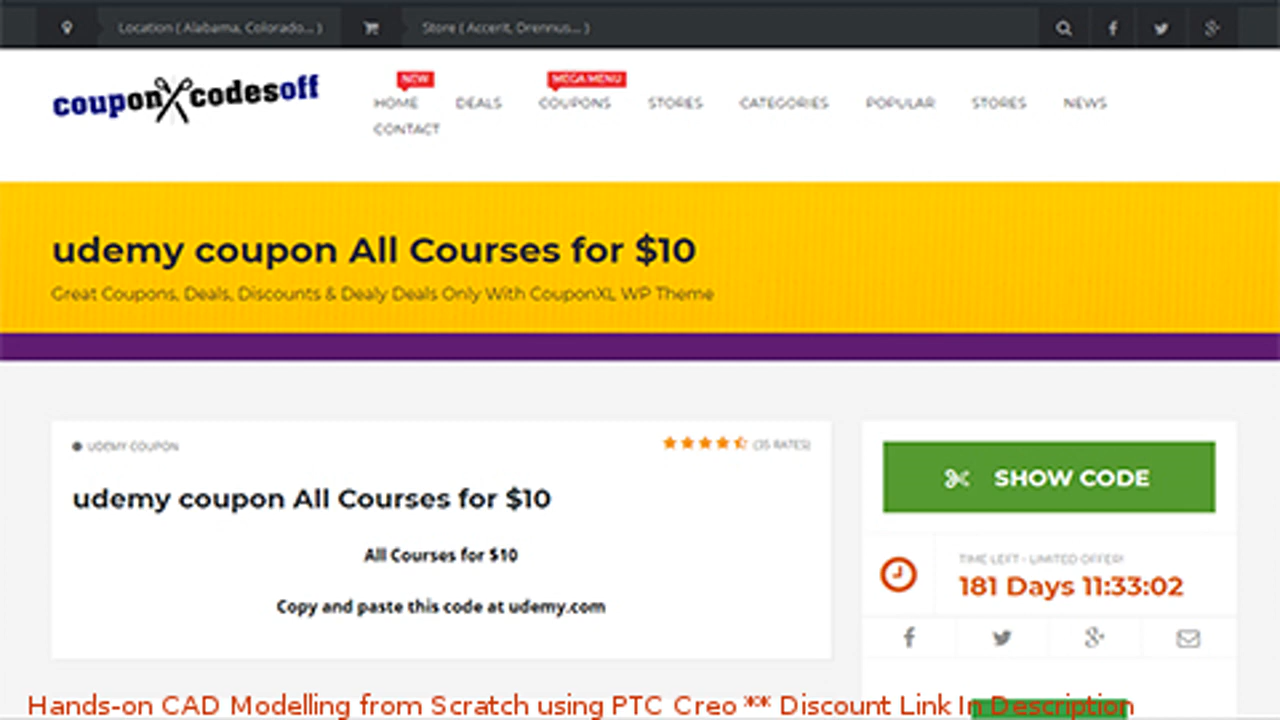 Location ( Alabama, Colorado... )
Store ( Accent, Drennus... )
couponcodesoff
NEW
MEGA MENU
HOME DEALS COUPONS STORES CATEGORIES POPULAR STORES NEWS
CONTACT
udemy coupon All Courses for $10
Great Coupons, Deals, Discounts & Dealy Deals Only With CouponXL WP Theme
UDEMY COUPON
(35 RATES)
SHOW CODE
udemy coupon All Courses for $10
All Courses for $10
Copy and paste this code at udemy.com
TIME LEFT - LIMITED OFFER!
181 Days 11:33:02
Hands-on CAD Modelling from Scratch using PTC Creo ** Discount Link In Description